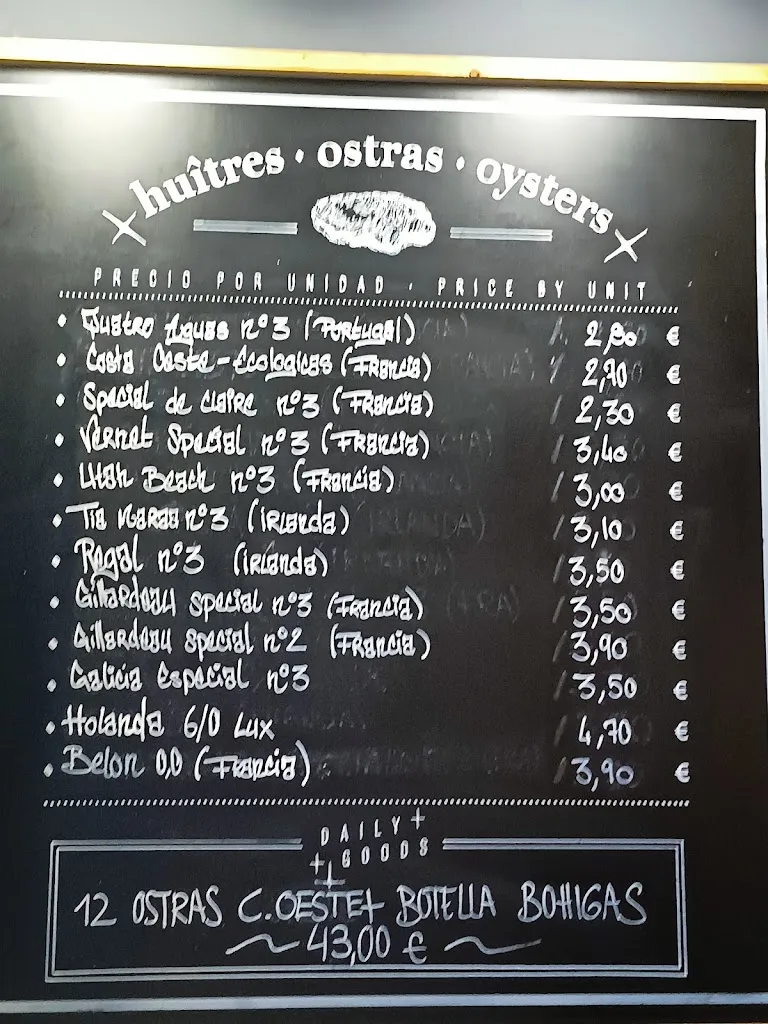 huîtres · ostras · oysters
PRECIO POR UNIDAD · PRICE BY UNIT
• Quatro Aguas nº3 (Portugal) / 2,80 €
• Costa Oeste - Ecologicas (Francia) / 2,70 €
• Special de Claire nº3 (Francia) / 2,30 €
• Vernet Special nº3 (Francia) / 3,40 €
• Utah Beach nº3 (Francia) / 3,00 €
• Tia Maraa nº3 (Irlanda) / 3,10 €
• Regal nº3 (Irlanda) / 3,50 €
• Gillardeau special nº3 (Francia) / 3,50 €
• Gillardeau special nº2 (Francia) / 3,90 €
• Galicia Especial nº3 / 3,50 €
• Holanda 6/0 Lux / 4,70 €
• Belon 0,0 (Francia) / 3,90 €
DAILY
GOODS
12 OSTRAS C.OESTE + BOTELLA BOHIGAS
~ 43,00 € ~